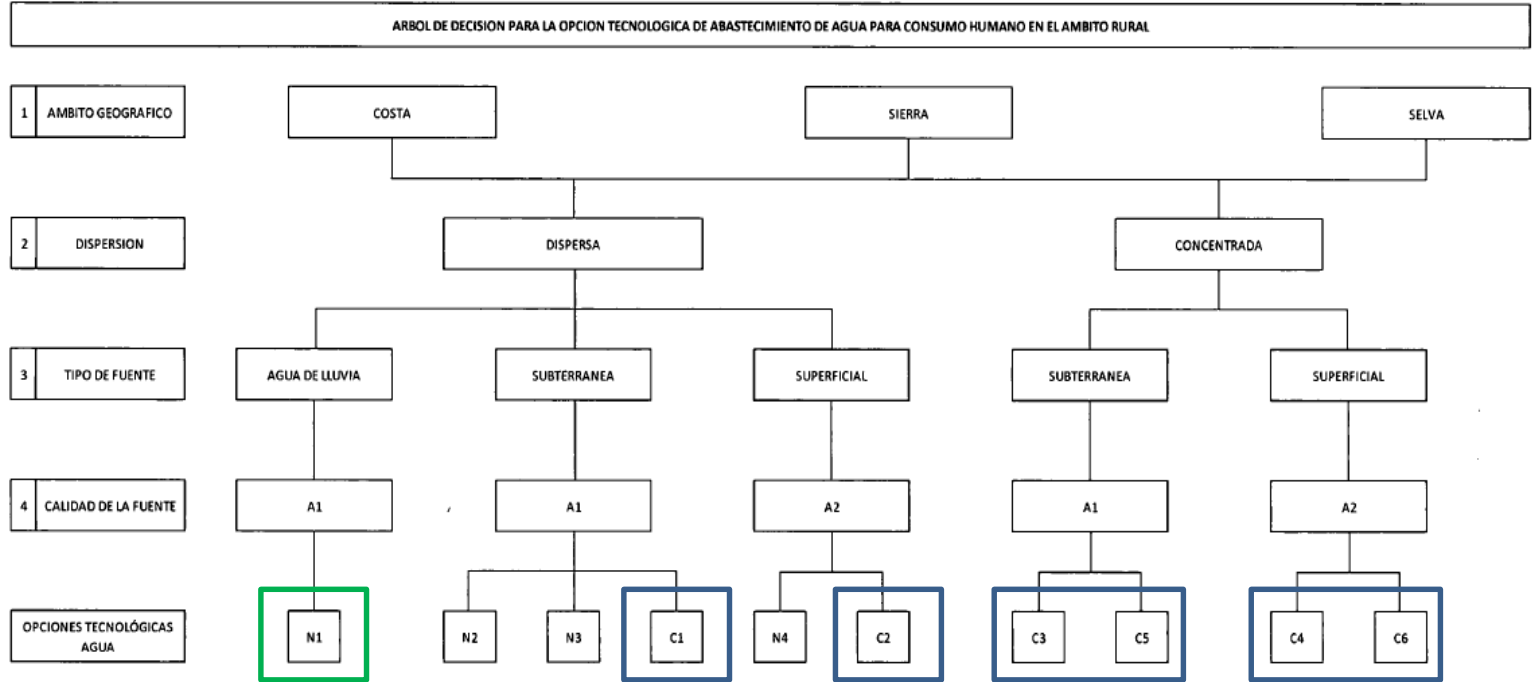 ARBOL DE DECISION PARA LA OPCION TECNOLOGICA DE ABASTECIMIENTO DE AGUA PARA CONSUMO HUMANO EN EL AMBITO RURAL
1 AMBITO GEOGRAFICO COSTA SIERRA SELVA
2 DISPERSION DISPERSA CONCENTRADA
3 TIPO DE FUENTE AGUA DE LLUVIA SUBTERRANEA SUPERFICIAL SUBTERRANEA SUPERFICIAL
4 CALIDAD DE LA FUENTE A1 A1 A2 A1 A2
OPCIONES TECNOLÓGICAS
AGUA
N1 N2 N3 C1 N4 C2 C3 C5 C4 C6